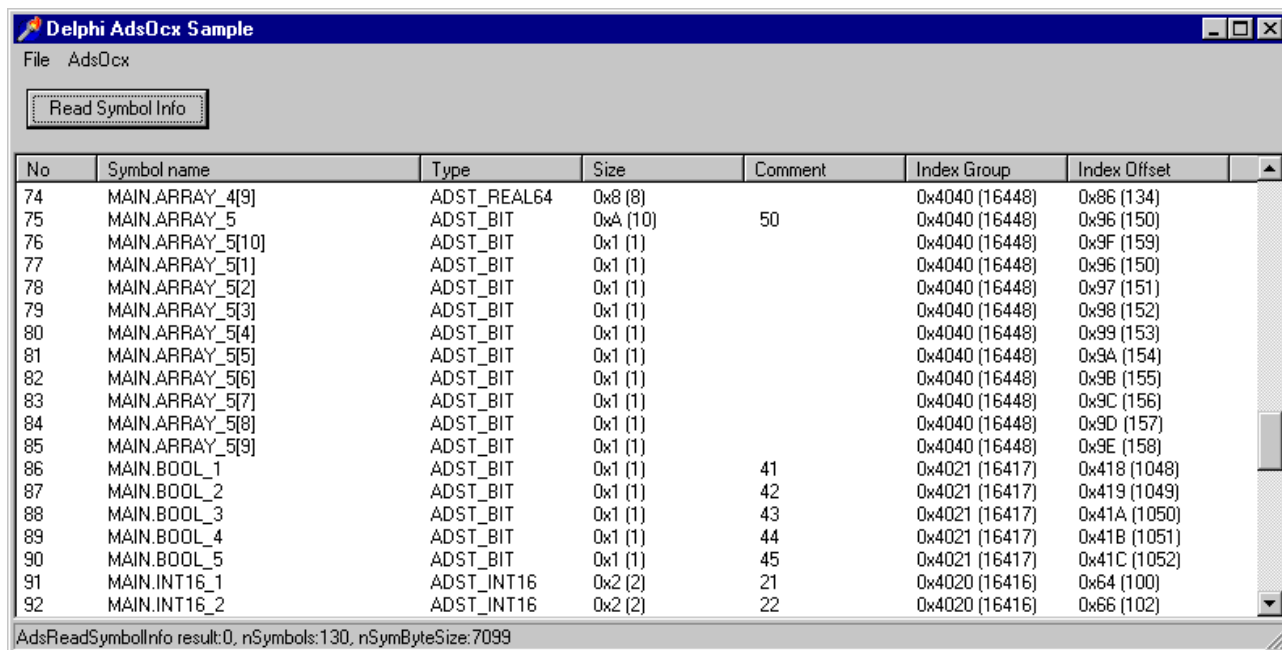 Delphi AdsOcx Sample
File AdsOcx
Read Symbol Info
No Symbol name Type Size Comment Index Group Index Offset
74 MAIN.ARRAY_4[9] ADST_REAL64 0x8 (8) 0x4040 (16448) 0x86 (134)
75 MAIN.ARRAY_5 ADST_BIT 0xA (10) 50 0x4040 (16448) 0x96 (150)
76 MAIN.ARRAY_5[10] ADST_BIT 0x1 (1) 0x4040 (16448) 0x9F (159)
77 MAIN.ARRAY_5[1] ADST_BIT 0x1 (1) 0x4040 (16448) 0x96 (150)
78 MAIN.ARRAY_5[2] ADST_BIT 0x1 (1) 0x4040 (16448) 0x97 (151)
79 MAIN.ARRAY_5[3] ADST_BIT 0x1 (1) 0x4040 (16448) 0x98 (152)
80 MAIN.ARRAY_5[4] ADST_BIT 0x1 (1) 0x4040 (16448) 0x99 (153)
81 MAIN.ARRAY_5[5] ADST_BIT 0x1 (1) 0x4040 (16448) 0x9A (154)
82 MAIN.ARRAY_5[6] ADST_BIT 0x1 (1) 0x4040 (16448) 0x9B (155)
83 MAIN.ARRAY_5[7] ADST_BIT 0x1 (1) 0x4040 (16448) 0x9C (156)
84 MAIN.ARRAY_5[8] ADST_BIT 0x1 (1) 0x4040 (16448) 0x9D (157)
85 MAIN.ARRAY_5[9] ADST_BIT 0x1 (1) 0x4040 (16448) 0x9E (158)
86 MAIN.BOOL_1 ADST_BIT 0x1 (1) 41 0x4021 (16417) 0x418 (1048)
87 MAIN.BOOL_2 ADST_BIT 0x1 (1) 42 0x4021 (16417) 0x419 (1049)
88 MAIN.BOOL_3 ADST_BIT 0x1 (1) 43 0x4021 (16417) 0x41A (1050)
89 MAIN.BOOL_4 ADST_BIT 0x1 (1) 44 0x4021 (16417) 0x41B (1051)
90 MAIN.BOOL_5 ADST_BIT 0x1 (1) 45 0x4021 (16417) 0x41C (1052)
91 MAIN.INT16_1 ADST_INT16 0x2 (2) 21 0x4020 (16416) 0x64 (100)
92 MAIN.INT16_2 ADST_INT16 0x2 (2) 22 0x4020 (16416) 0x66 (102)
AdsReadSymbolInfo result:0, nSymbols:130, nSymByteSize:7099